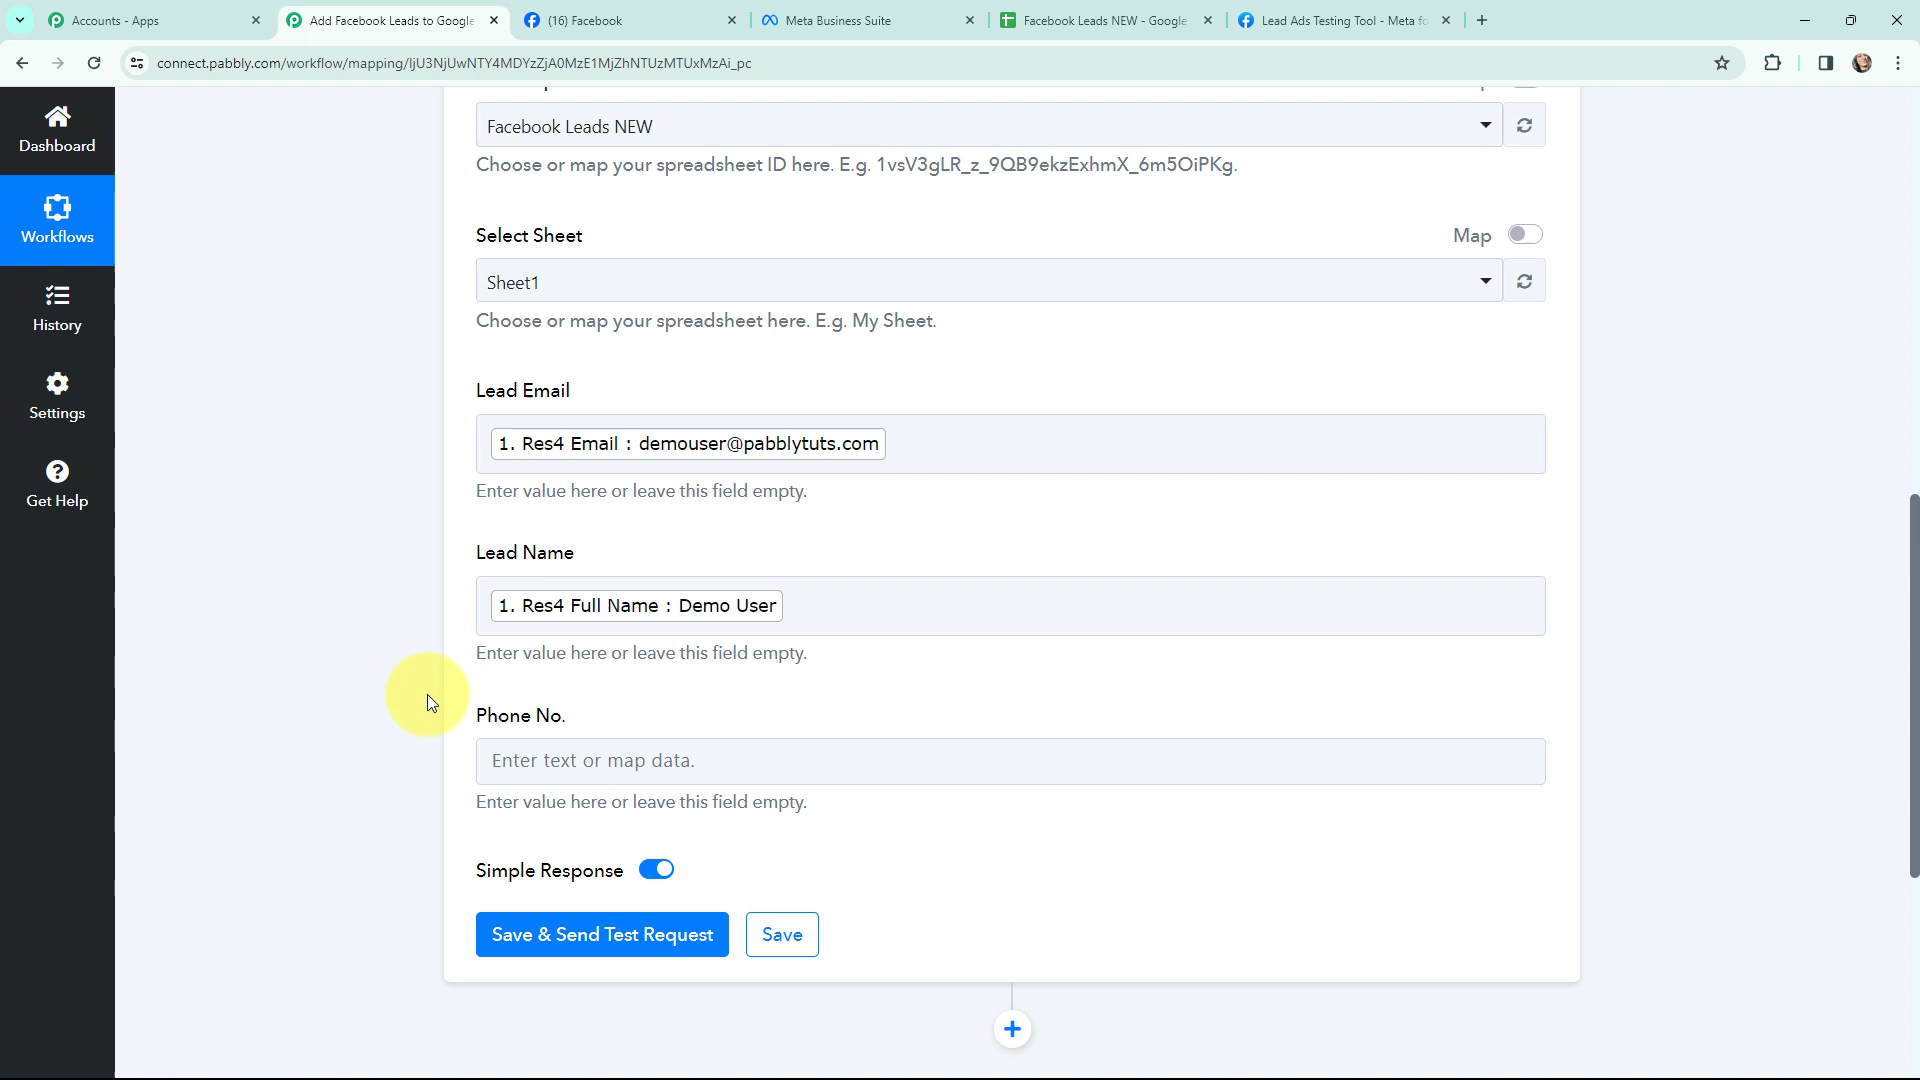 Accounts - Apps
Add Facebook Leads to Google
(16) Facebook
Meta Business Suite
Facebook Leads NEW - Google
Lead Ads Testing Tool - Meta fo
connect.pabbly.com/workflow/mapping/IjU3NjUwNTY4MDYzZjA0MzE1MjZhNTUzMTUxMzAi_pc
Dashboard
Workflows
History
Settings
Get Help
Facebook Leads NEW
Choose or map your spreadsheet ID here. E.g. 1vsV3gLR_z_9QB9ekzExhmX_6m5OiPKg.
Select Sheet
Map
Sheet1
Choose or map your spreadsheet here. E.g. My Sheet.
Lead Email
1. Res4 Email : demouser@pabblytuts.com
Enter value here or leave this field empty.
Lead Name
1. Res4 Full Name : Demo User
Enter value here or leave this field empty.
Phone No.
Enter text or map data.
Enter value here or leave this field empty.
Simple Response
Save & Send Test Request
Save